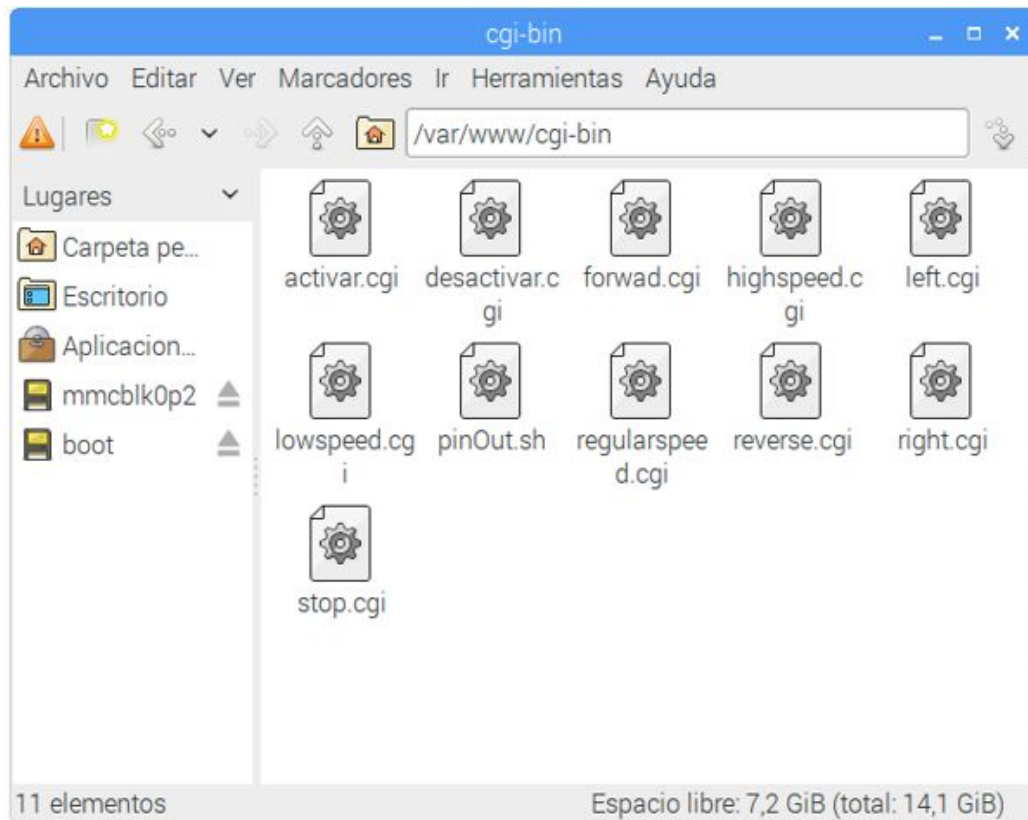 cgi-bin
Archivo Editar Ver Marcadores Ir Herramientas Ayuda
/var/www/cgi-bin
Lugares
Carpeta pe...
Escritorio
Aplicacion...
mmcblk0p2
boot
activar.cgi desactivar.c forwad.cgi highspeed.c left.cgi
gi gi
lowspeed.cg pinOut.sh regularspee reverse.cgi right.cgi
i d.cgi
stop.cgi
11 elementos Espacio libre: 7,2 GiB (total: 14,1 GiB)